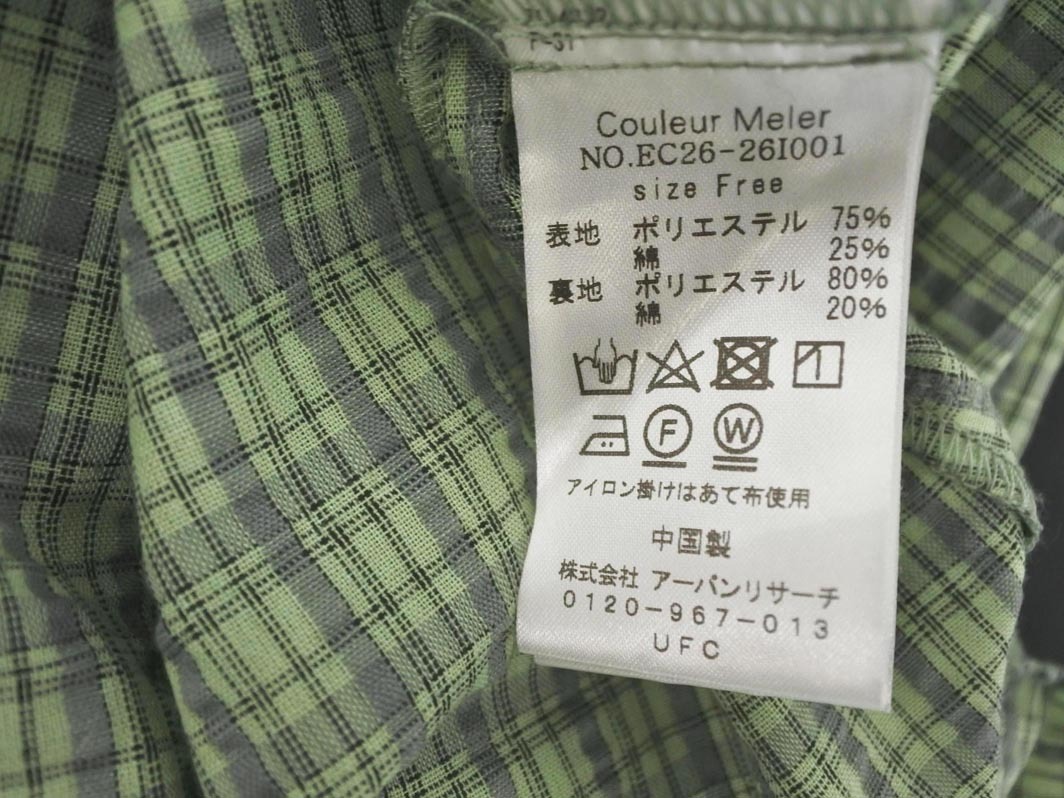 Couleur Meler
NO.EC26-26I001
size Free
表地 ポリエステル 75%
綿 25%
裏地 ポリエステル 80%
綿 20%
F W
アイロン掛けはあて布使用
中国製
株式会社 アーバンリサーチ
0120-967-013
UFC